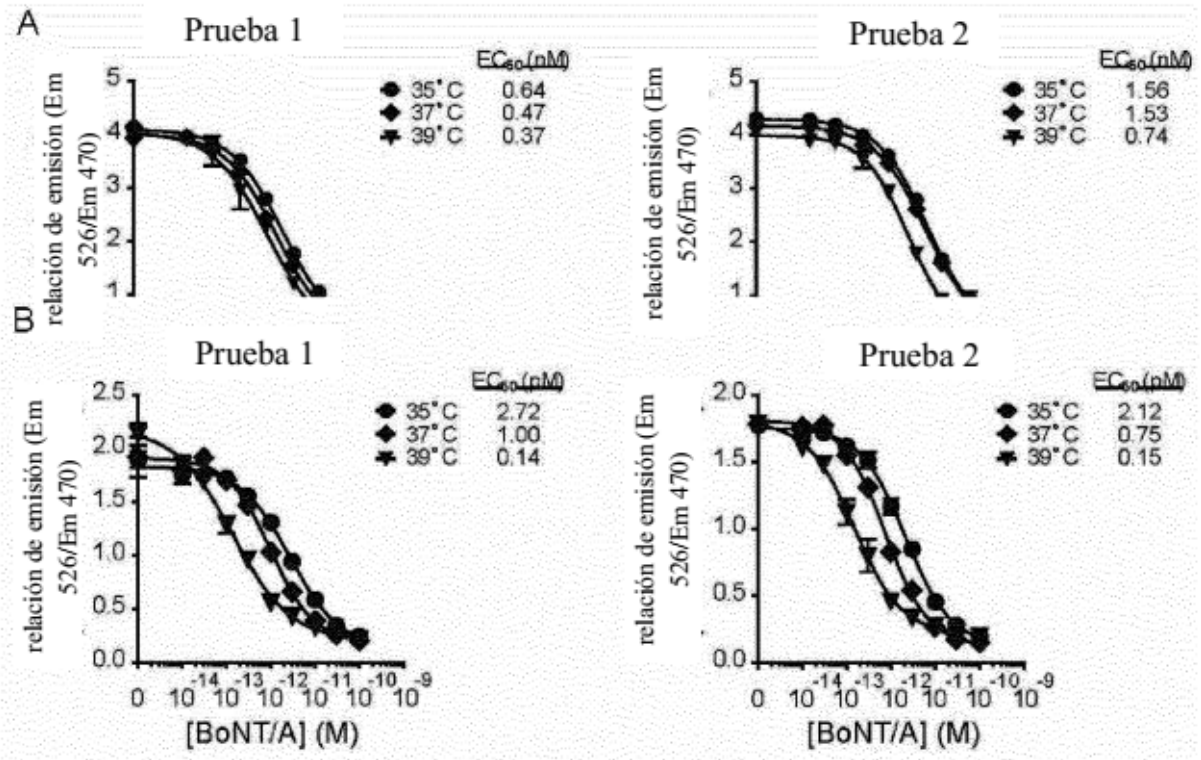 A
Prueba 1
relación de emisión (Em
526/Em 470)
5
4
3
2
1
EC50 (nM)
35°C 0.64
37°C 0.47
39°C 0.37
Prueba 2
relación de emisión (Em
526/Em 470)
5
4
3
2
1
EC50 (nM)
35°C 1.56
37°C 1.53
39°C 0.74
B
Prueba 1
relación de emisión (Em
526/Em 470)
2.5
2.0
1.5
1.0
0.5
0.0
EC50 (nM)
35°C 2.72
37°C 1.00
39°C 0.14
0 10-14 10-13 10-12 10-11 10-10 10-9
[BoNT/A] (M)
Prueba 2
relación de emisión (Em
526/Em 470)
2.0
1.5
1.0
0.5
0.0
EC50 (nM)
35°C 2.12
37°C 0.75
39°C 0.15
0 10-14 10-13 10-12 10-11 10-10 10-9
[BoNT/A] (M)